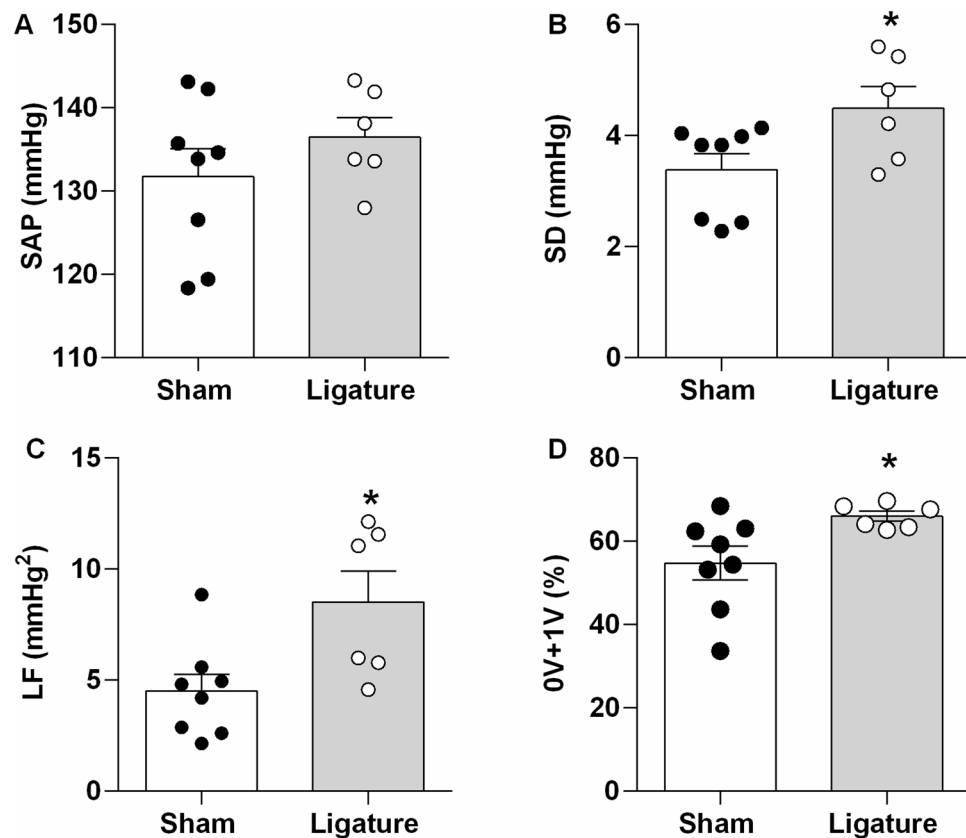 A
SAP (mmHg)
150
140
130
120
110
Sham Ligature
B
SD (mmHg)
6
4
2
0
*
Sham Ligature
C
LF (mmHg²)
15
10
5
0
*
Sham Ligature
D
0V+1V (%)
80
60
40
20
0
*
Sham Ligature